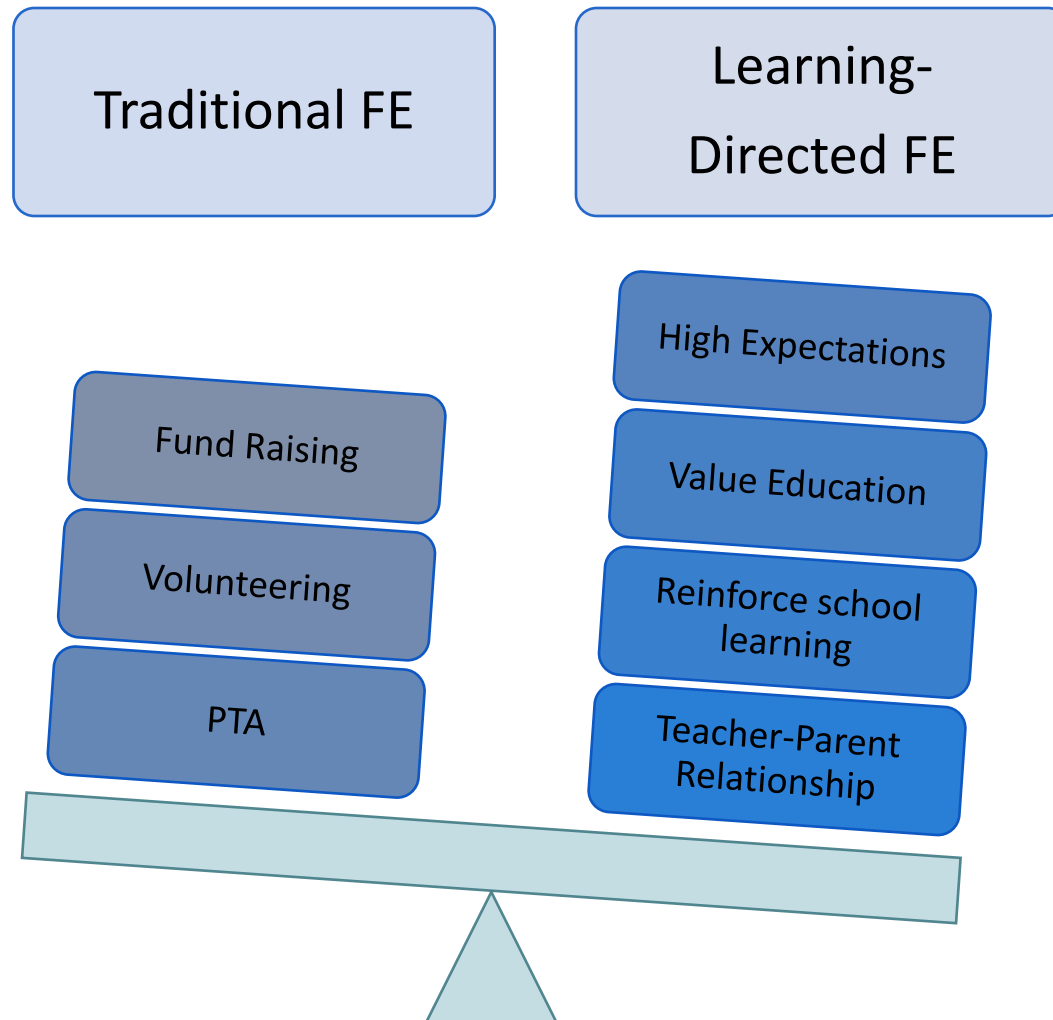 Traditional FE
Learning-
Directed FE
Fund Raising
Volunteering
PTA
High Expectations
Value Education
Reinforce school
learning
Teacher-Parent
Relationship